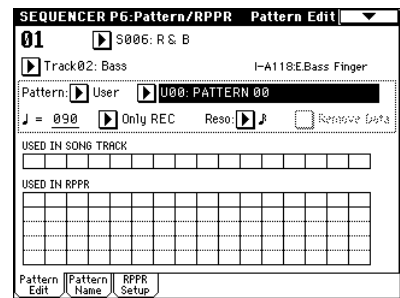 SEQUENCER P6:Pattern/RPPR Pattern Edit
01 S006: R & B
Track02: Bass I-A118:E.Bass Finger
Pattern: User U00: PATTERN 00
♩ = 090 Only REC Reso: ♪ Remove Data
USED IN SONG TRACK
USED IN RPPR
Pattern Edit Pattern Name RPPR Setup